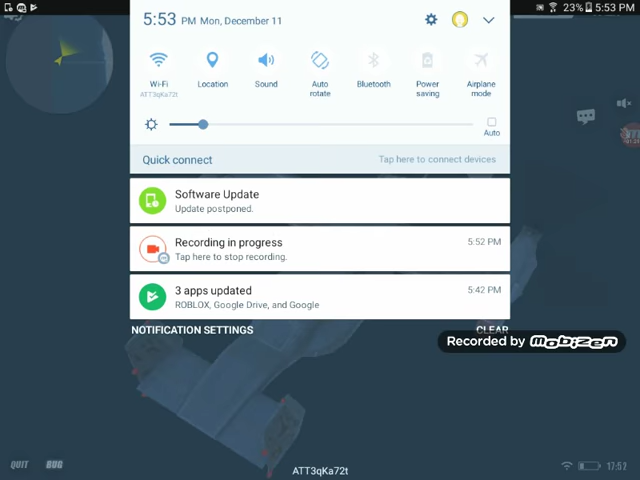 23% 5:53 PM
5:53 PM Mon, December 11
Wi-Fi
ATT3qKa72t
Location
Sound
Auto rotate
Bluetooth
Power saving
Airplane mode
Auto
Quick connect
Tap here to connect devices
Software Update
Update postponed.
Recording in progress
5:52 PM
Tap here to stop recording.
3 apps updated
5:42 PM
ROBLOX, Google Drive, and Google
NOTIFICATION SETTINGS
CLEAR
Recorded by Mobizen
QUIT BUG
17:52
ATT3qKa72t